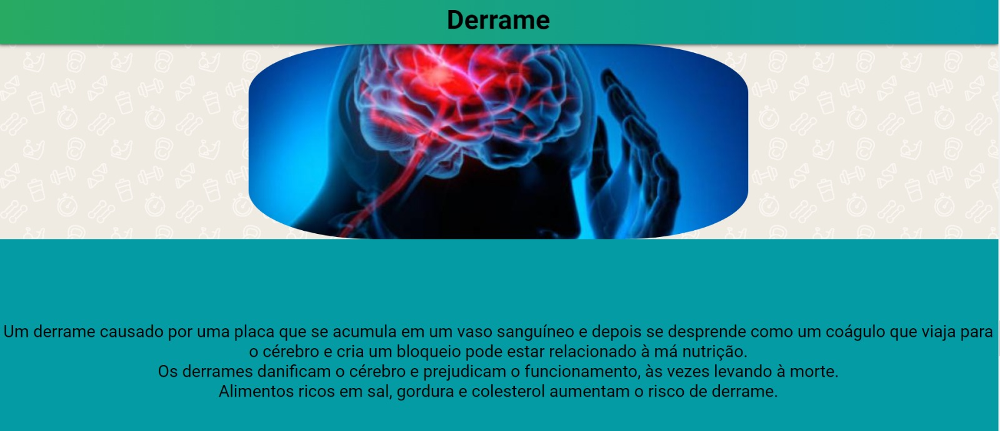 Derrame
Um derrame causado por uma placa que se acumula em um vaso sanguíneo e depois se desprende como um coágulo que viaja para
o cérebro e cria um bloqueio pode estar relacionado à má nutrição.
Os derrames danificam o cérebro e prejudicam o funcionamento, às vezes levando à morte.
Alimentos ricos em sal, gordura e colesterol aumentam o risco de derrame.